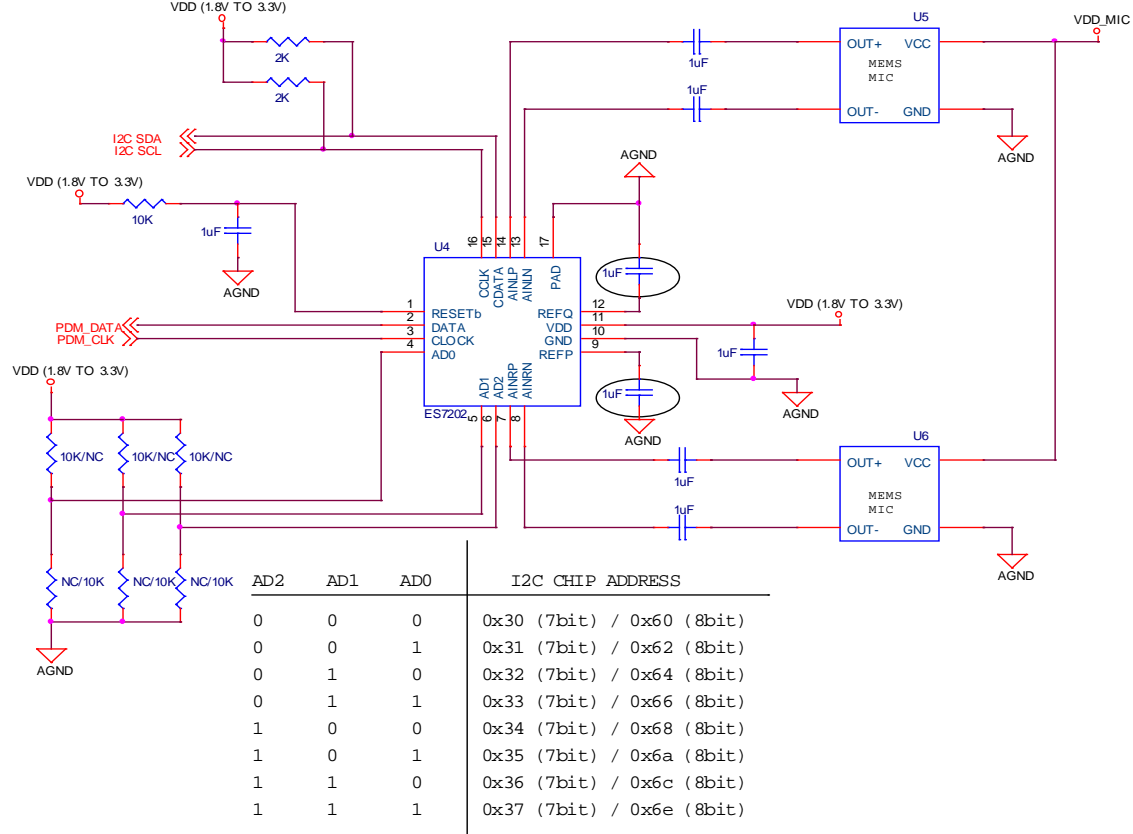 VDD (1.8V TO 3.3V)
2K
2K
I2C SDA
I2C SCL
VDD (1.8V TO 3.3V)
10K
1uF
AGND
1uF
1uF
U5
OUT+ VCC
MEMS
MIC
OUT- GND
VDD_MIC
AGND
AGND
U4
16 15 14 13 17
CCLK
CDATA
AINLP
AINLN
PAD
1uF
1 RESETb
2 DATA
3 CLOCK
4 AD0
REFQ 12
VDD 11
GND 10
REFP 9
AD1
AD2
AINRP
AINRN
ES7202
5 6 7 8
PDM_DATA
PDM_CLK
VDD (1.8V TO 3.3V)
1uF
AGND
1uF
AGND
VDD (1.8V TO 3.3V)
10K/NC 10K/NC 10K/NC
NC/10K NC/10K NC/10K
AGND
1uF
1uF
U6
OUT+ VCC
MEMS
MIC
OUT- GND
AGND
AD2 AD1 AD0 I2C CHIP ADDRESS
0 0 0 0x30 (7bit) / 0x60 (8bit)
0 0 1 0x31 (7bit) / 0x62 (8bit)
0 1 0 0x32 (7bit) / 0x64 (8bit)
0 1 1 0x33 (7bit) / 0x66 (8bit)
1 0 0 0x34 (7bit) / 0x68 (8bit)
1 0 1 0x35 (7bit) / 0x6a (8bit)
1 1 0 0x36 (7bit) / 0x6c (8bit)
1 1 1 0x37 (7bit) / 0x6e (8bit)